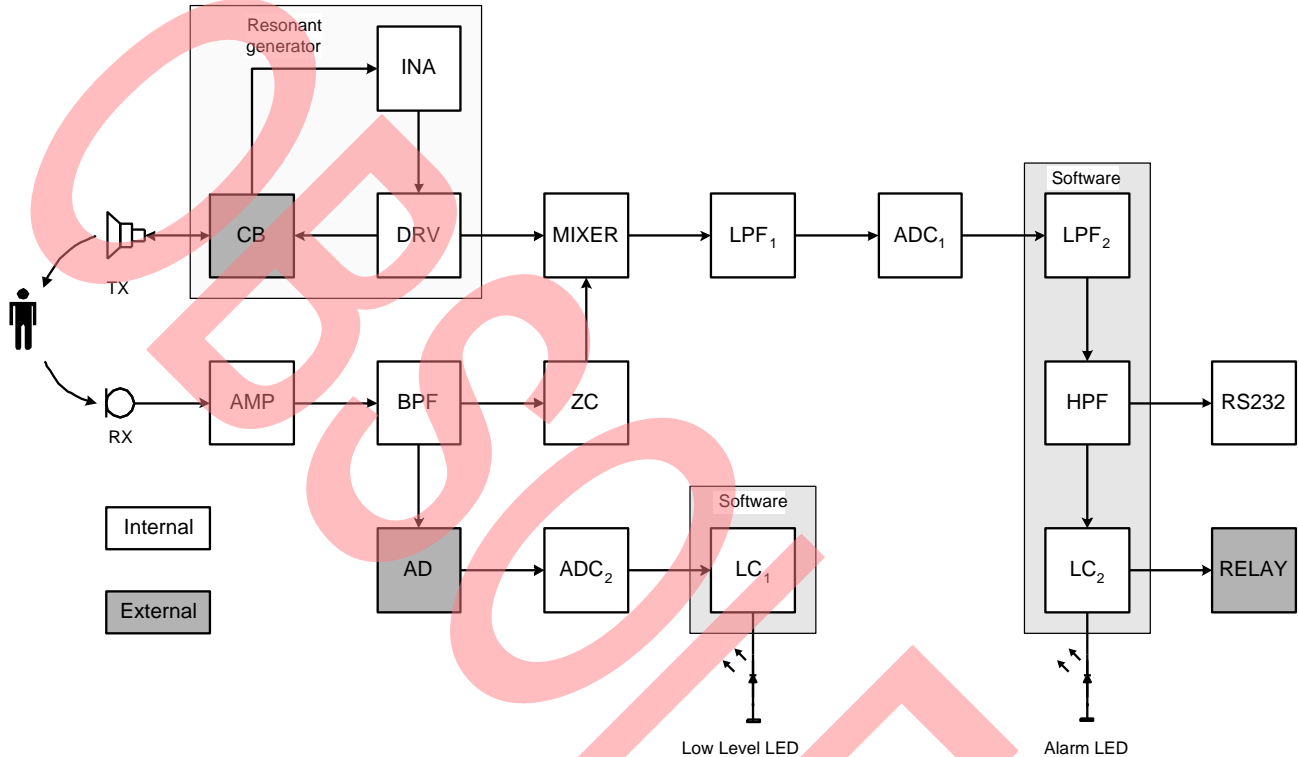 Resonant
generator
INA
Software
CB
DRV
MIXER
LPF1
ADC1
LPF2
TX
AMP
BPF
ZC
HPF
RS232
RX
Software
Internal
AD
ADC2
LC1
LC2
RELAY
External
Low Level LED
Alarm LED